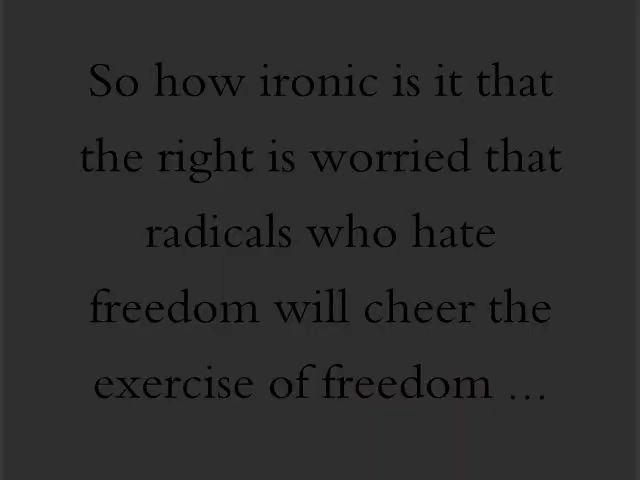 So how ironic is it that
the right is worried that
radicals who hate
freedom will cheer the
exercise of freedom ...